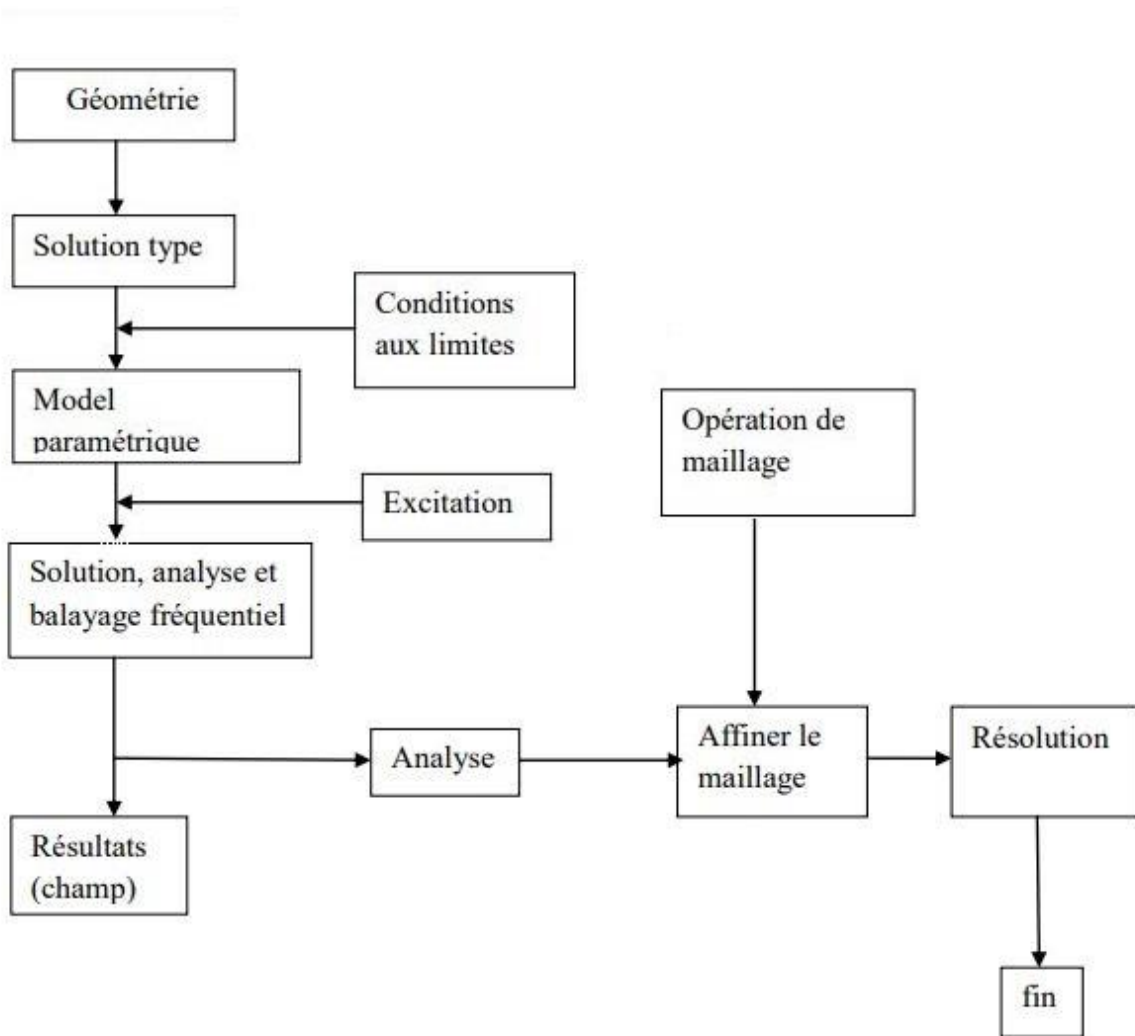 Géométrie
Solution type
Conditions
aux limites
Model
paramétrique
Opération de
maillage
Excitation
Solution, analyse et
balayage fréquentiel
Analyse
Affiner le
maillage
Résolution
Résultats
(champ)
fin